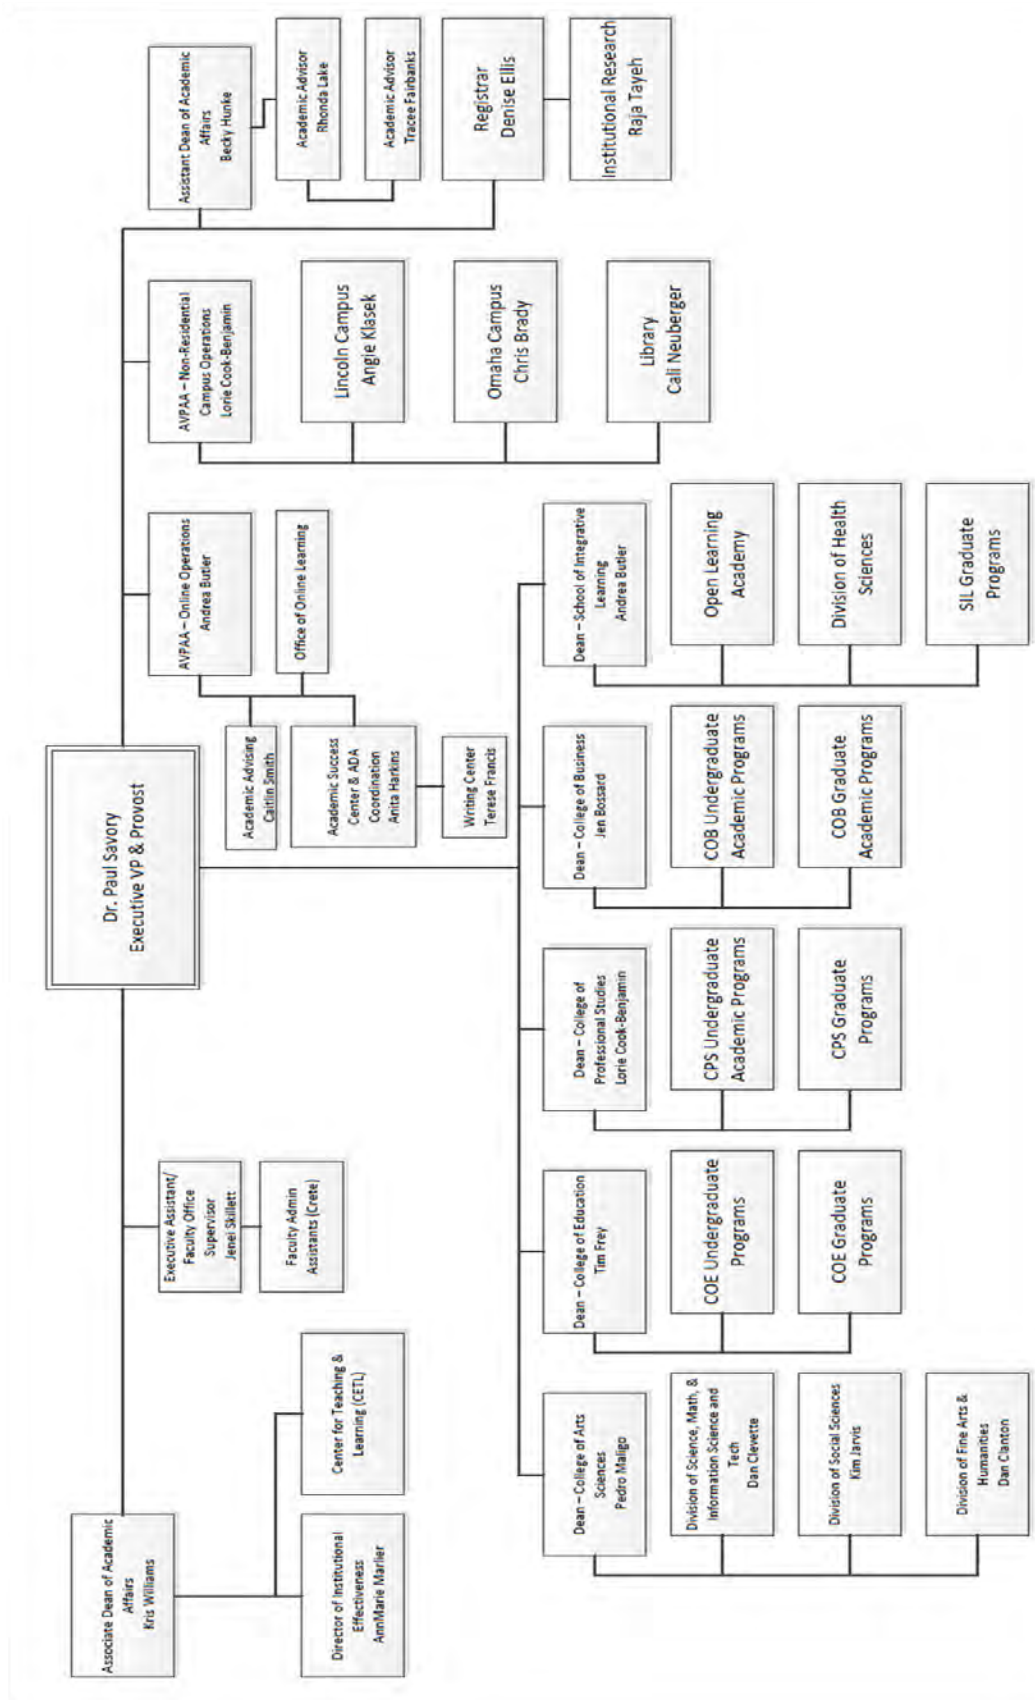 Dr. Paul Savory
Executive VP & Provost
Associate Dean of Academic
Affairs
Kris Williams
Director of Institutional
Effectiveness
AnnMarie Marlier
Center for Teaching &
Learning (CETL)
Executive Assistant/
Faculty Office
Supervisor
Jenei Skillett
Faculty Admin
Assistants (Crete)
AVPAA – Online Operations
Andrea Butler
Office of Online Learning
Academic Advising
Caitlin Smith
Academic Success
Center & ADA
Coordination
Anita Harkins
Writing Center
Terese Francis
AVPAA – Non-Residential
Campus Operations
Lorie Cook-Benjamin
Lincoln Campus
Angie Klasek
Omaha Campus
Chris Brady
Library
Cali Neuberger
Assistant Dean of Academic
Affairs
Becky Hunke
Academic Advisor
Rhonda Lake
Academic Advisor
Tracee Fairbanks
Registrar
Denise Ellis
Institutional Research
Raja Tayeh
Dean – College of Arts
Sciences
Pedro Maligo
Division of Science, Math, &
Information Science and
Tech
Dan Clevette
Division of Social Sciences
Kim Jarvis
Division of Fine Arts &
Humanities
Dan Clanton
Dean – College of Education
Tim Frey
COE Undergraduate
Programs
COE Graduate
Programs
Dean – College of
Professional Studies
Lorie Cook-Benjamin
CPS Undergraduate
Academic Programs
CPS Graduate
Programs
Dean – College of Business
Jen Bossard
COB Undergraduate
Academic Programs
COB Graduate
Academic Programs
Dean – School of Integrative
Learning
Andrea Butler
Open Learning
Academy
Division of Health
Sciences
SIL Graduate
Programs